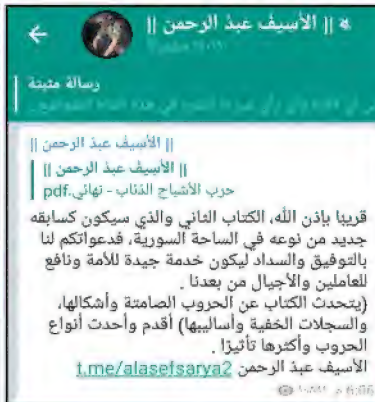 || الأسيف عبدْ الرحمن ||
رسالة مثبتة
|| الأسيف عبدْ الرحمن ||
|| الأسيف عبدْ الرحمن ||
حرب الأشباح الذئاب - نهائي.pdf
قريبا بإذن الله، الكتاب الثاني والذي سيكون كسابقه
جديد من نوعه في الساحة السورية، فدعواتكم لنا
بالتوفيق والسداد ليكون خدمة جيدة للأمة ونافع
للعاملين والأجيال من بعدنا .
(يتحدث الكتاب عن الحروب الصامتة وأشكالها،
والسجلات الخفية وأساليبها) أقدم وأحدث أنواع
الحروب وأكثرها تأثيرًا .
الأسيف عبدْ الرحمن t.me/alasefsarya2
6:06 م